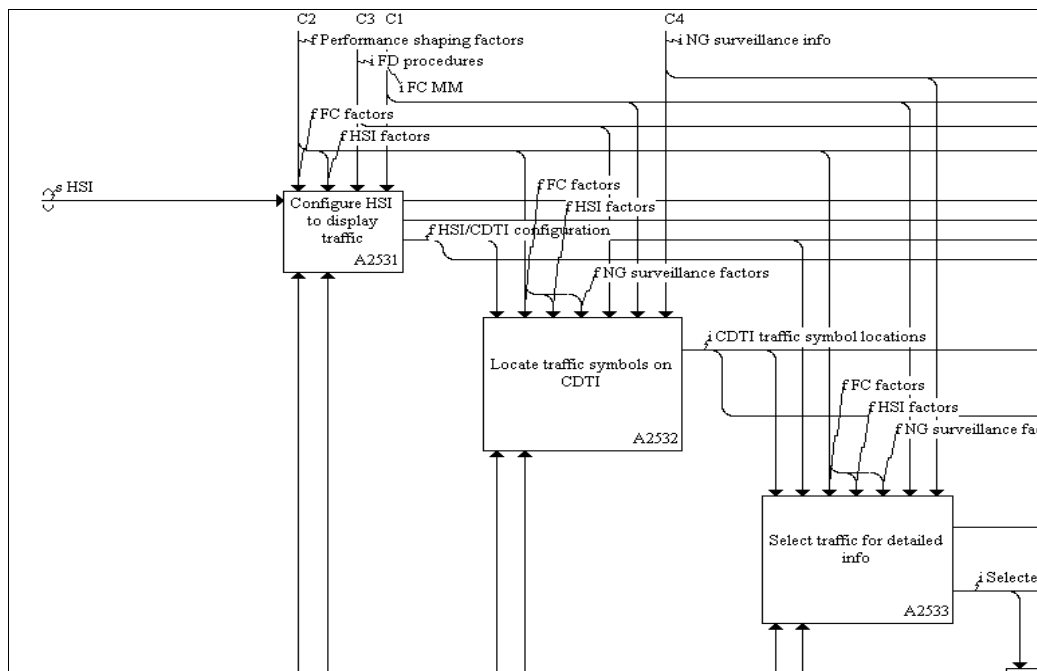 C2 C3 C1 C4
f Performance shaping factors
i NG surveillance info
i FD procedures
i FC MM
f FC factors
f HSI factors
s HSI
Configure HSI
to display
traffic
A2531
f FC factors
f HSI factors
f HSI/CDTI configuration
f NG surveillance factors
Locate traffic symbols on
CDTI
A2532
i CDTI traffic symbol locations
f FC factors
f HSI factors
f NG surveillance fac
Select traffic for detailed
info
A2533
i Selecte